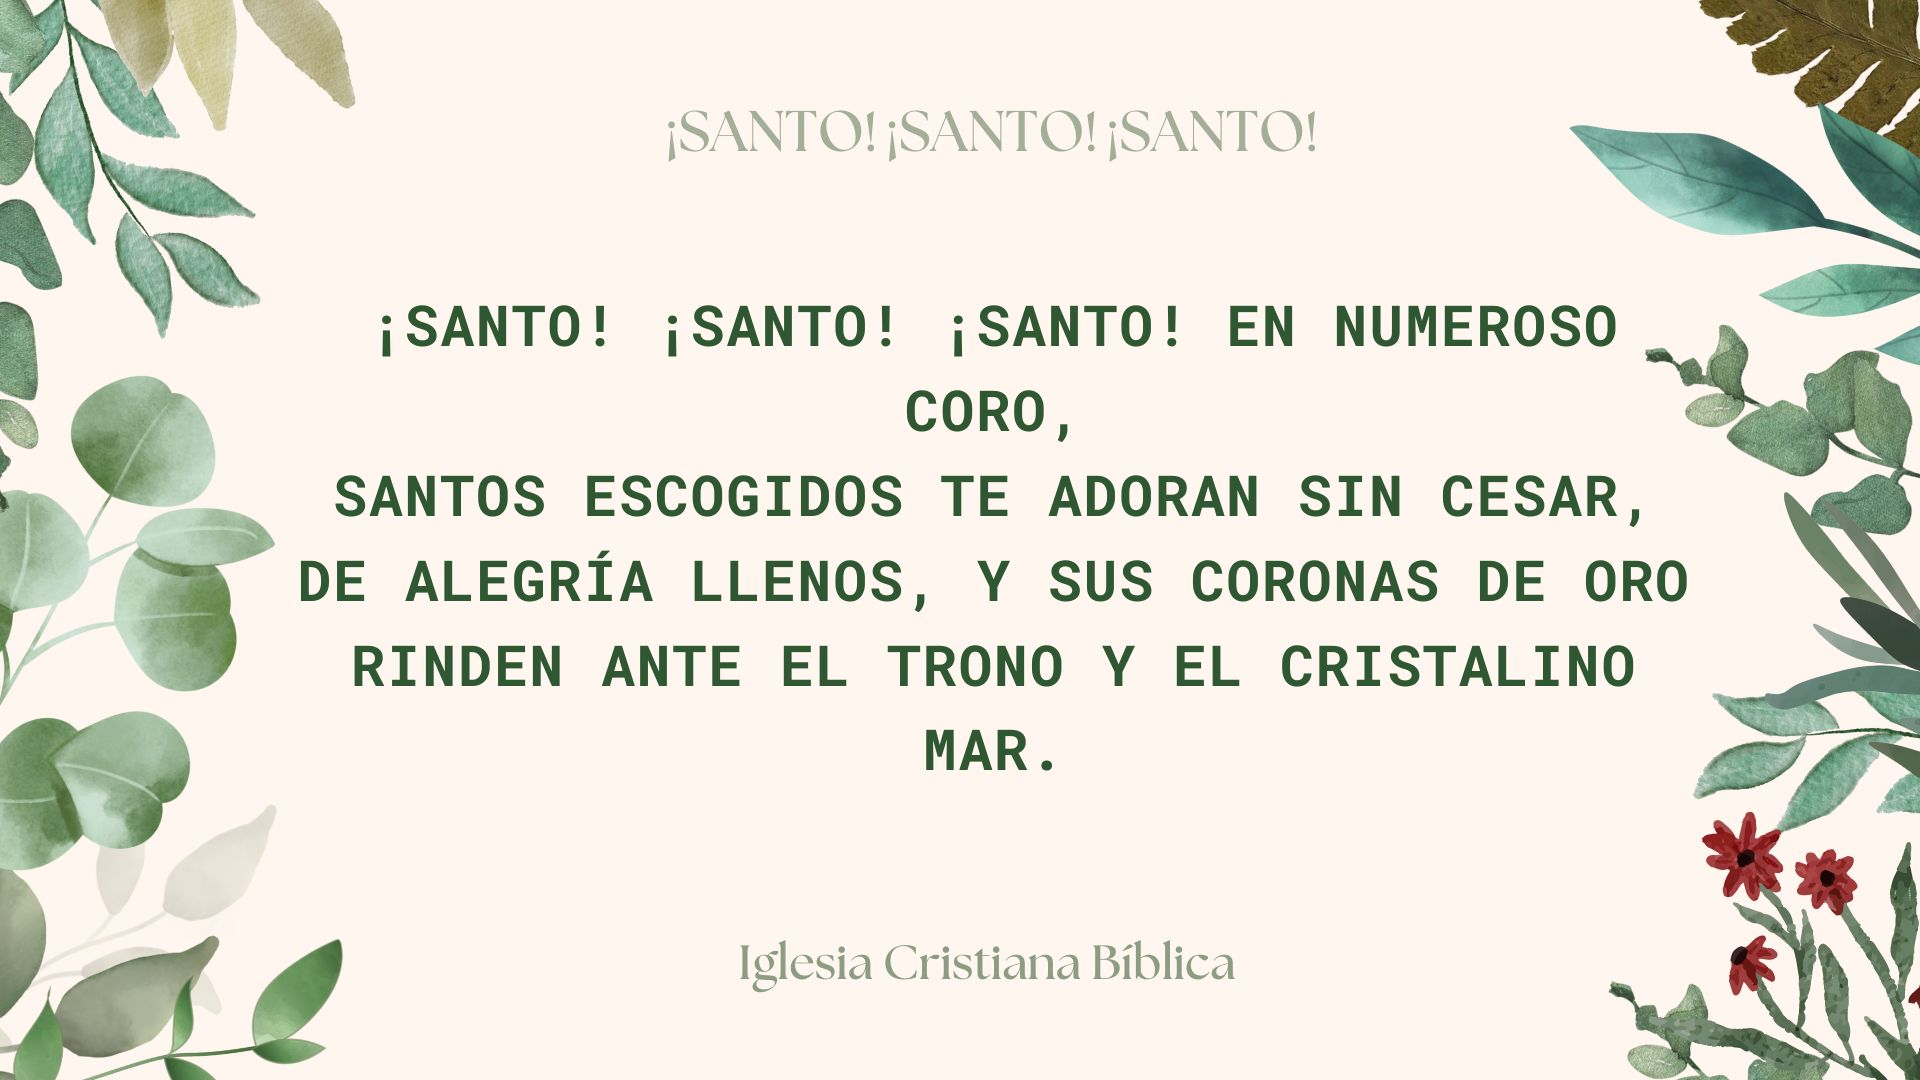 ¡SANTO! ¡SANTO! ¡SANTO!
¡SANTO! ¡SANTO! ¡SANTO! EN NUMEROSO
CORO,
SANTOS ESCOGIDOS TE ADORAN SIN CESAR,
DE ALEGRÍA LLENOS, Y SUS CORONAS DE ORO
RINDEN ANTE EL TRONO Y EL CRISTALINO
MAR.
Iglesia Cristiana Bíblica